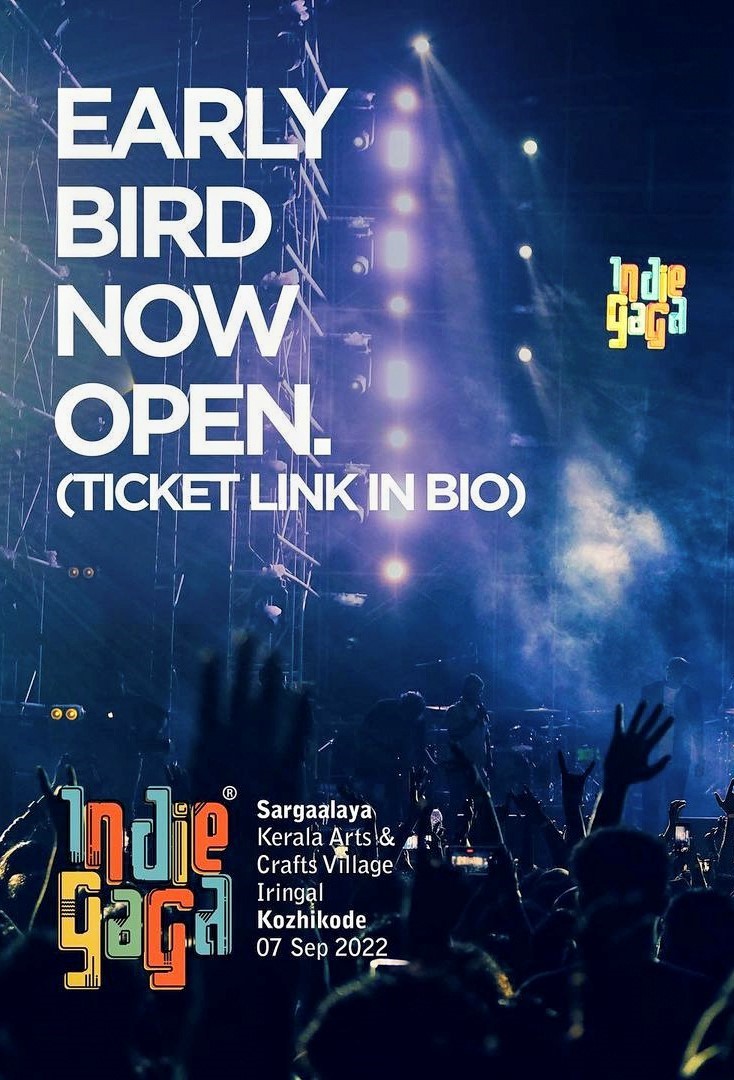 EARLY
BIRD
NOW
OPEN.
(TICKET LINK IN BIO)
indie
gaga
indie
gaga
®
Sargaalaya
Kerala Arts &
Crafts Village
Iringal
Kozhikode
07 Sep 2022